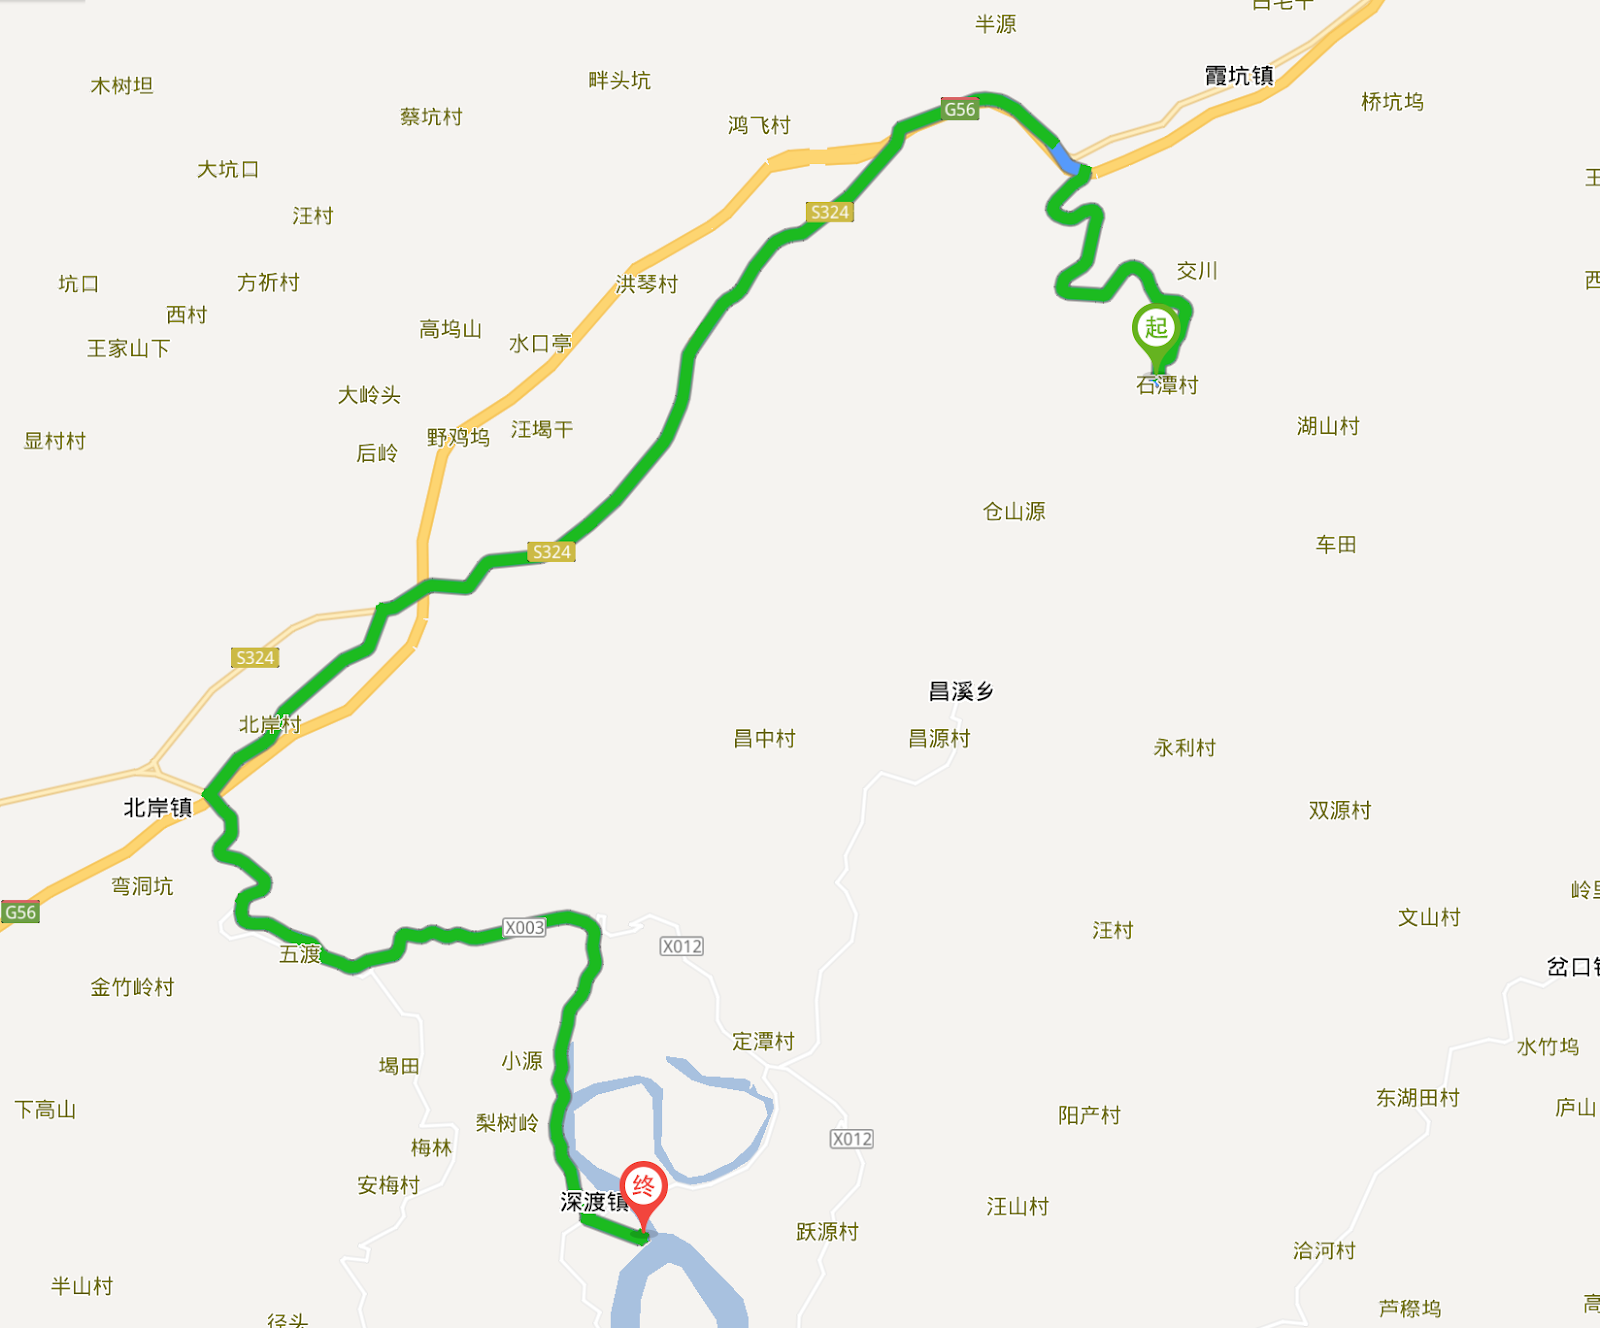 半源
霞坑镇
畔头坑
木树坦
桥坑坞
蔡坑村
G56
鸿飞村
大坑口
S324
汪村
交川
坑口
方祈村
洪琴村
西村
起
高坞山
水口亭
王家山下
石潭村
大岭头
湖山村
汪堨干
野鸡坞
显村村
后岭
仓山源
车田
S324
S324
昌溪乡
北岸村
昌中村
昌源村
永利村
北岸镇
双源村
弯洞坑
G56
文山村
X003
汪村
X012
五渡
岔口
金竹岭村
定潭村
水竹坞
小源
堨田
东湖田村
下高山
庐山
阳产村
梨树岭
X012
梅林
安梅村
终
深渡镇
汪山村
跃源村
洽河村
半山村
芦穄坞
径头